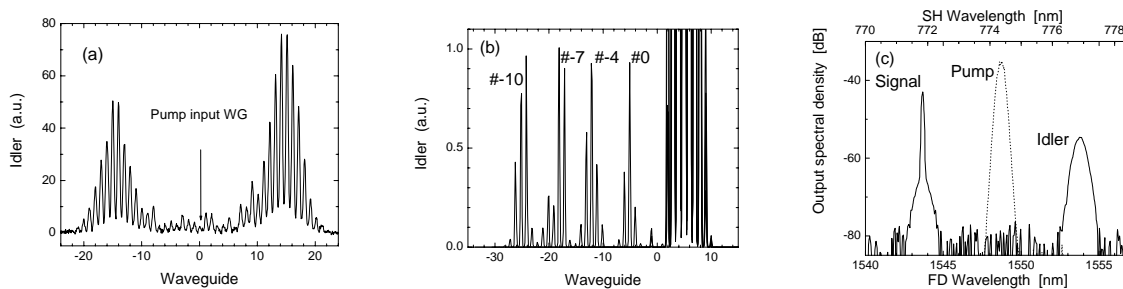 (a)
80
60
40
20
0
Idler (a.u.)
Pump input WG
-20 -10 0 10 20
Waveguide
(b)
1.0
0.5
0.0
Idler (a.u.)
#-10
#-7
#-4
#0
-30 -20 -10 0 10
Waveguide
SH Wavelength [nm]
770 772 774 776 778
(c)
Output spectral density [dB]
-40
-60
-80
Signal
Pump
Idler
1540 1545 1550 1555
FD Wavelength [nm]